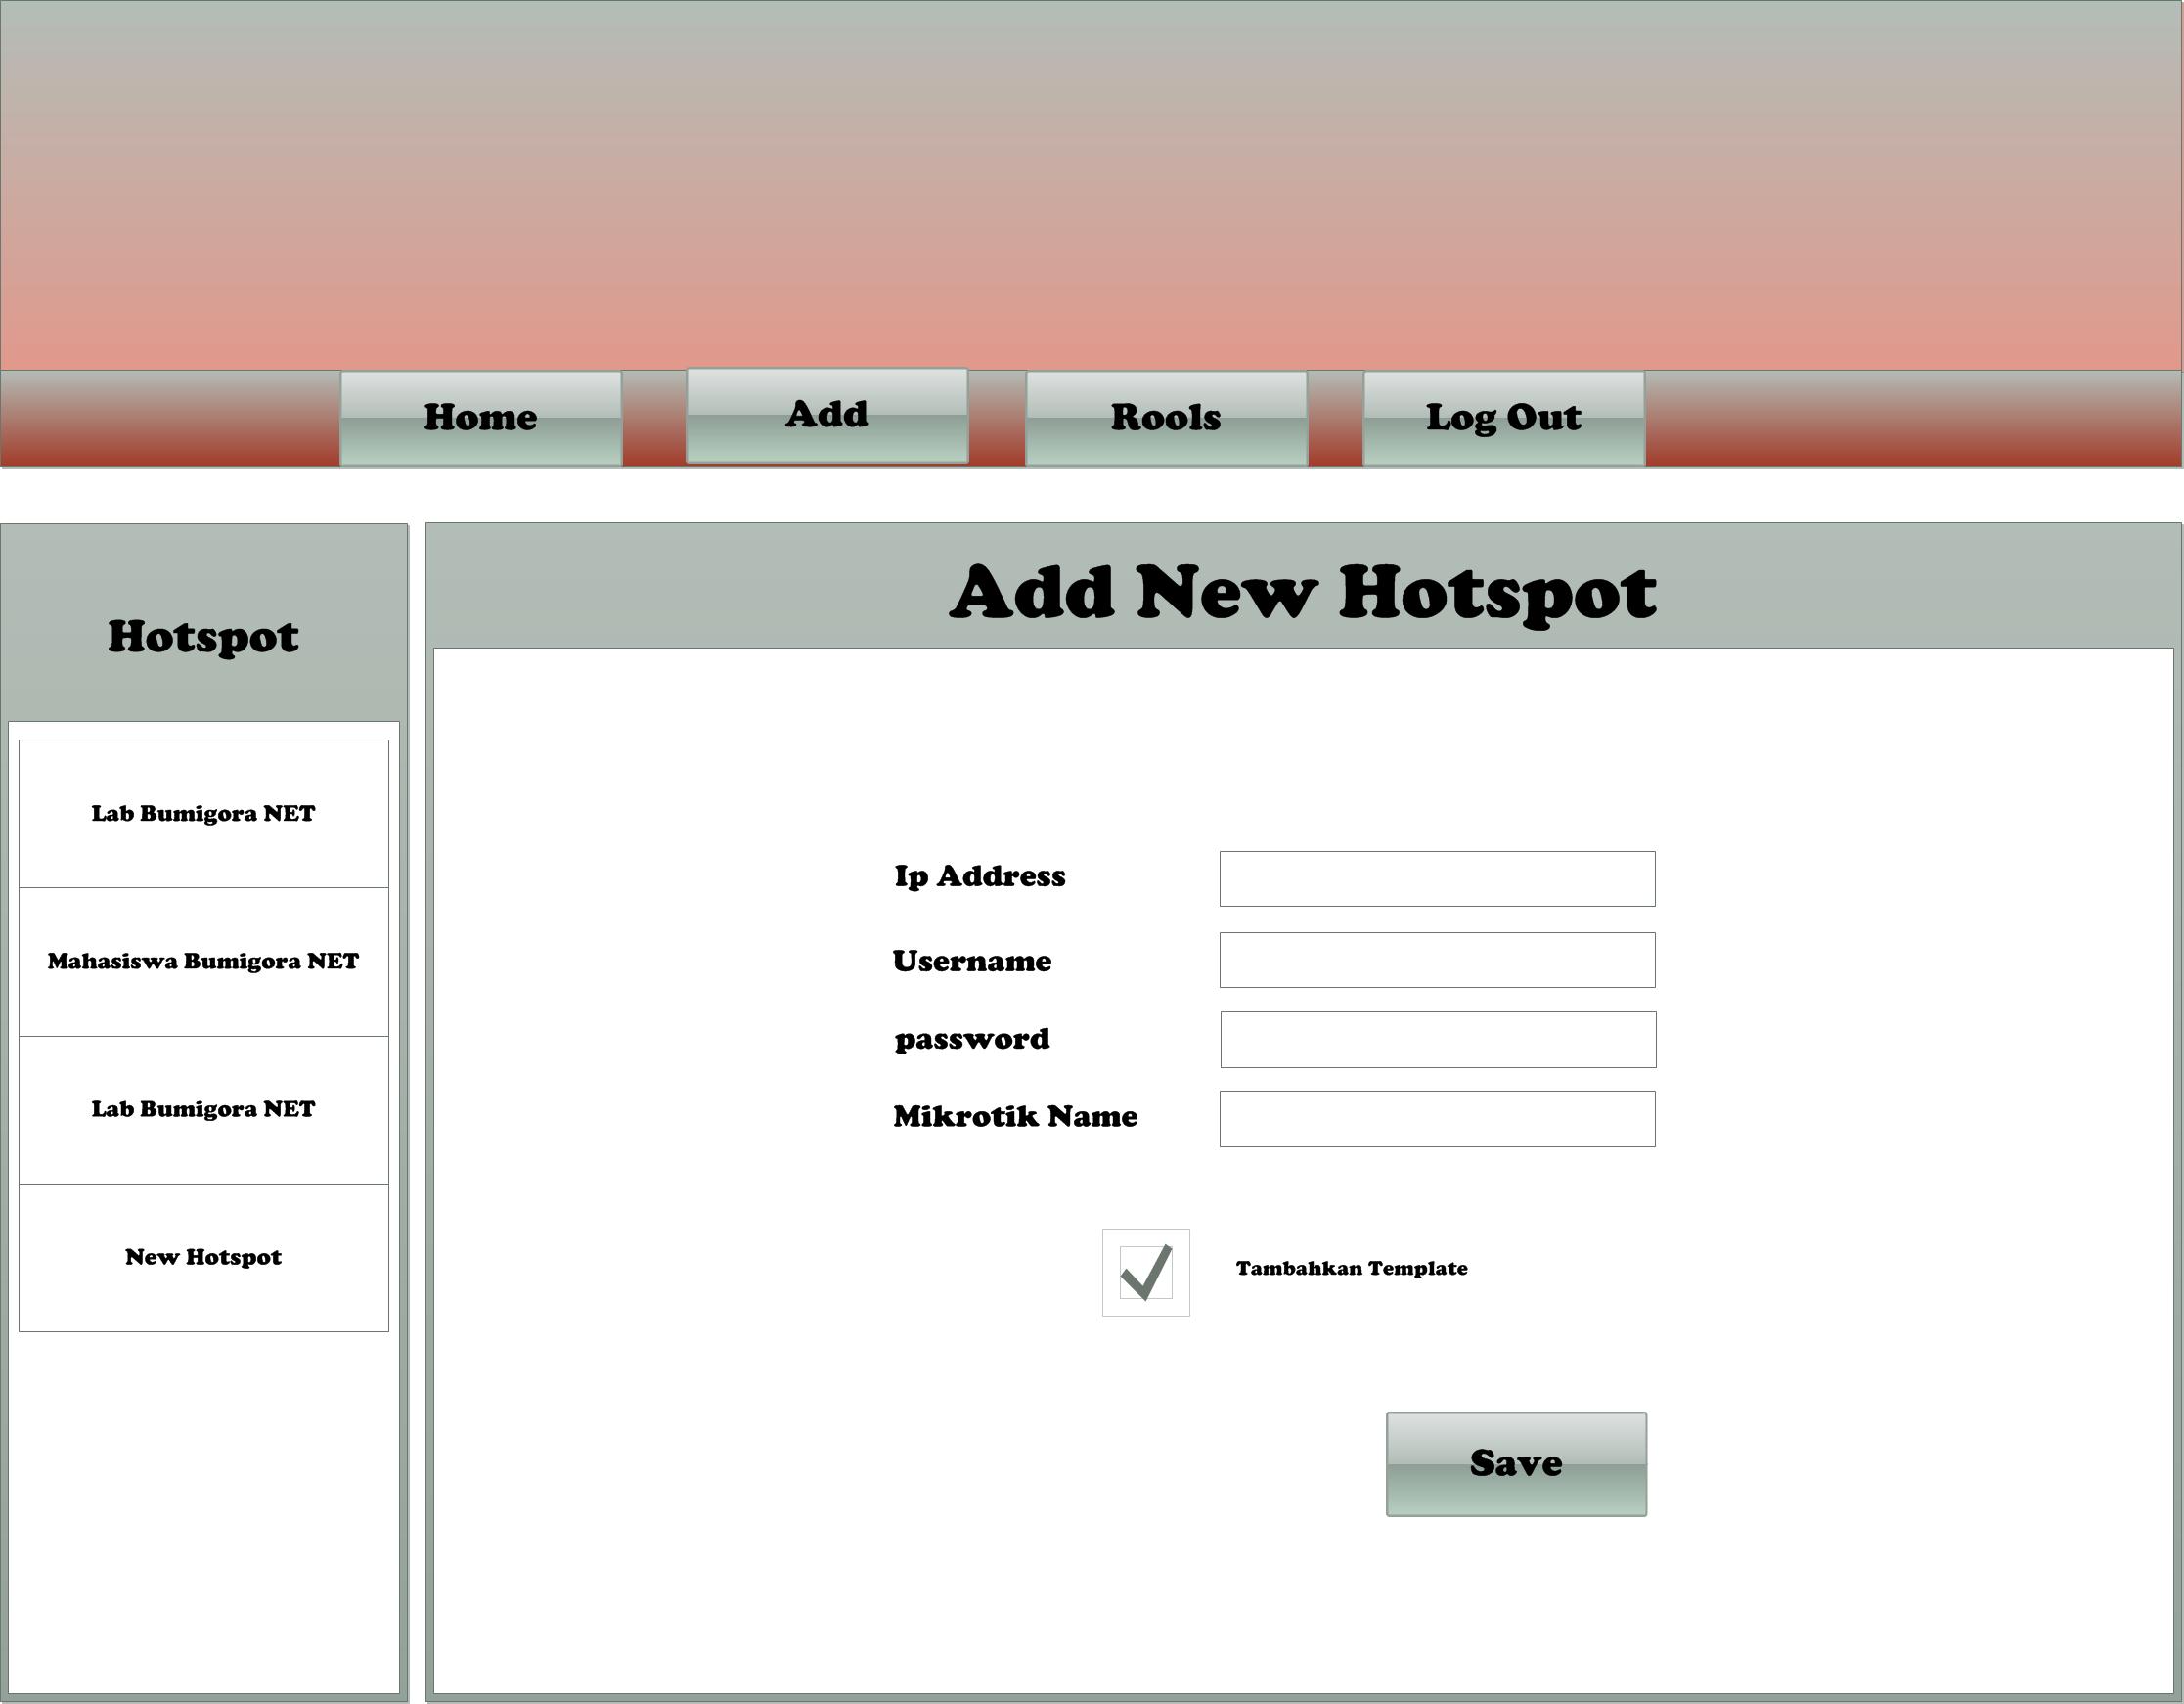 Home
Add
Rools
Log Out
Hotspot
Lab Bumigora NET
Mahasiswa Bumigora NET
Lab Bumigora NET
New Hotspot
Add New Hotspot
Ip Address
Username
password
Mikrotik Name
Tambahkan Template
Save